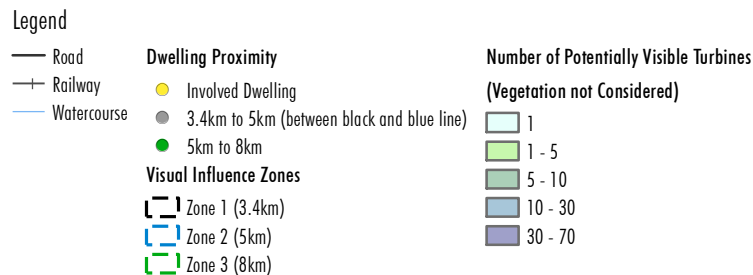 Legend
Road
Railway
Watercourse
Dwelling Proximity
Involved Dwelling
3.4km to 5km (between black and blue line)
5km to 8km
Visual Influence Zones
Zone 1 (3.4km)
Zone 2 (5km)
Zone 3 (8km)
Number of Potentially Visible Turbines
(Vegetation not Considered)
1
1 - 5
5 - 10
10 - 30
30 - 70